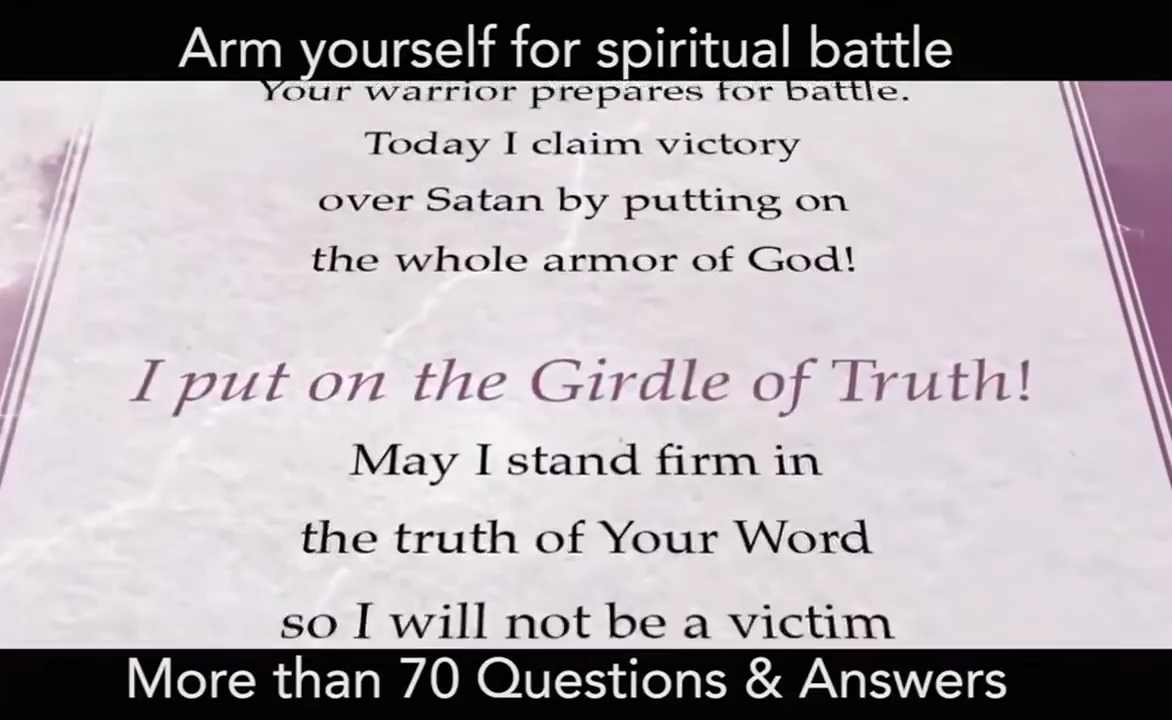 Arm yourself for spiritual battle
Your warrior prepares for battle.
Today I claim victory
over Satan by putting on
the whole armor of God!
I put on the Girdle of Truth!
May I stand firm in
the truth of Your Word
so I will not be a victim
More than 70 Questions & Answers